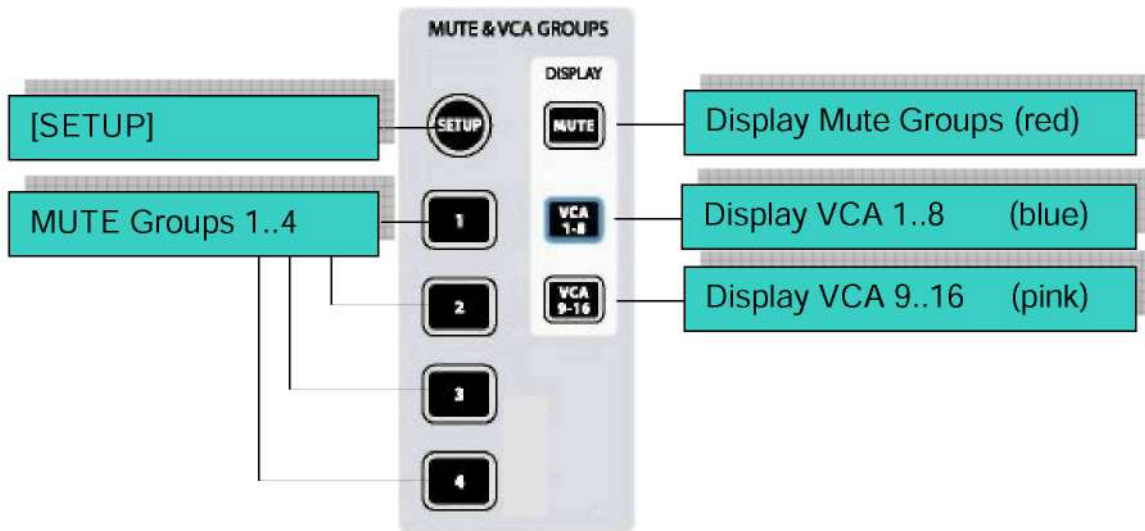 MUTE & VCA GROUPS
DISPLAY
[SETUP]
SETUP
MUTE
Display Mute Groups (red)
MUTE Groups 1..4
1
VCA
1-8
Display VCA 1..8 (blue)
2
VCA
9-16
Display VCA 9..16 (pink)
3
4